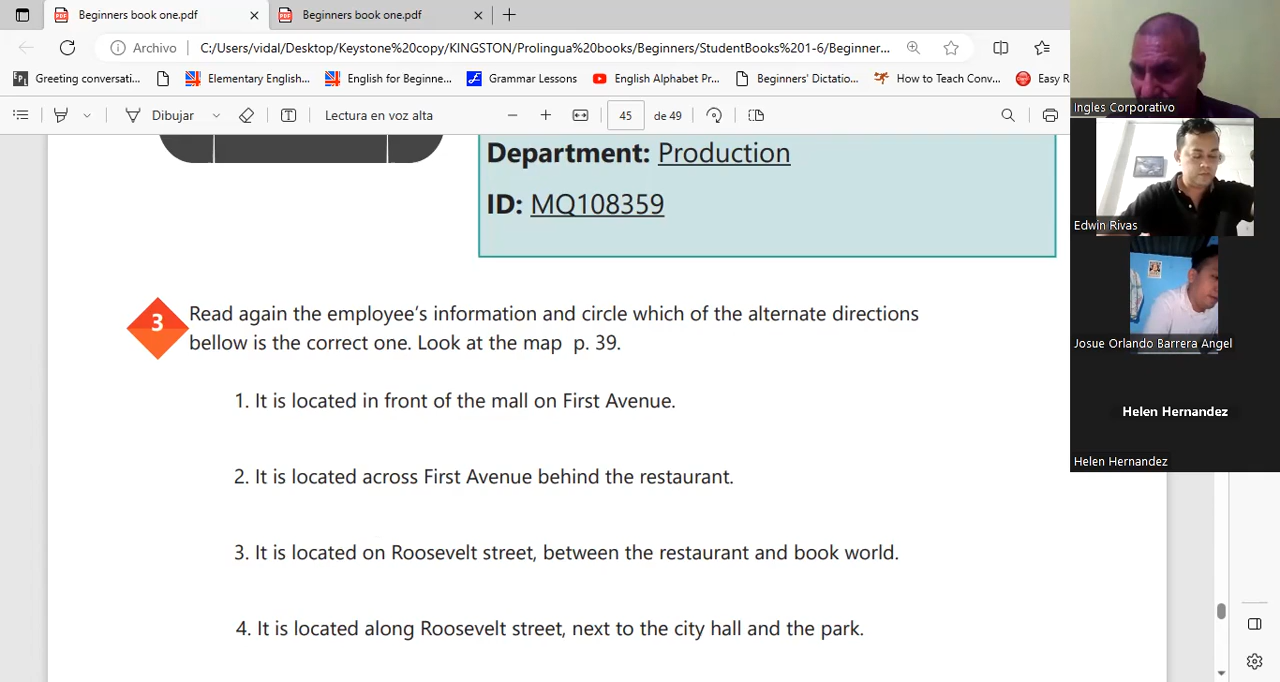 Beginners book one.pdf
Beginners book one.pdf
Archivo
C:/Users/vidal/Desktop/Keystone%20copy/KINGSTON/Prolingua%20books/Beginners/StudentBooks%201-6/Beginner...
Greeting conversati...
Elementary English...
English for Beginne...
Grammar Lessons
English Alphabet Pr...
Beginners' Dictatio...
How to Teach Conv...
Easy R
Dibujar
Lectura en voz alta
45 de 49
Department: Production
ID: MQ108359
3
Read again the employee's information and circle which of the alternate directions
bellow is the correct one. Look at the map p. 39.
1. It is located in front of the mall on First Avenue.
2. It is located across First Avenue behind the restaurant.
3. It is located on Roosevelt street, between the restaurant and book world.
4. It is located along Roosevelt street, next to the city hall and the park.
Ingles Corporativo
Edwin Rivas
Josue Orlando Barrera Angel
Helen Hernandez
Helen Hernandez